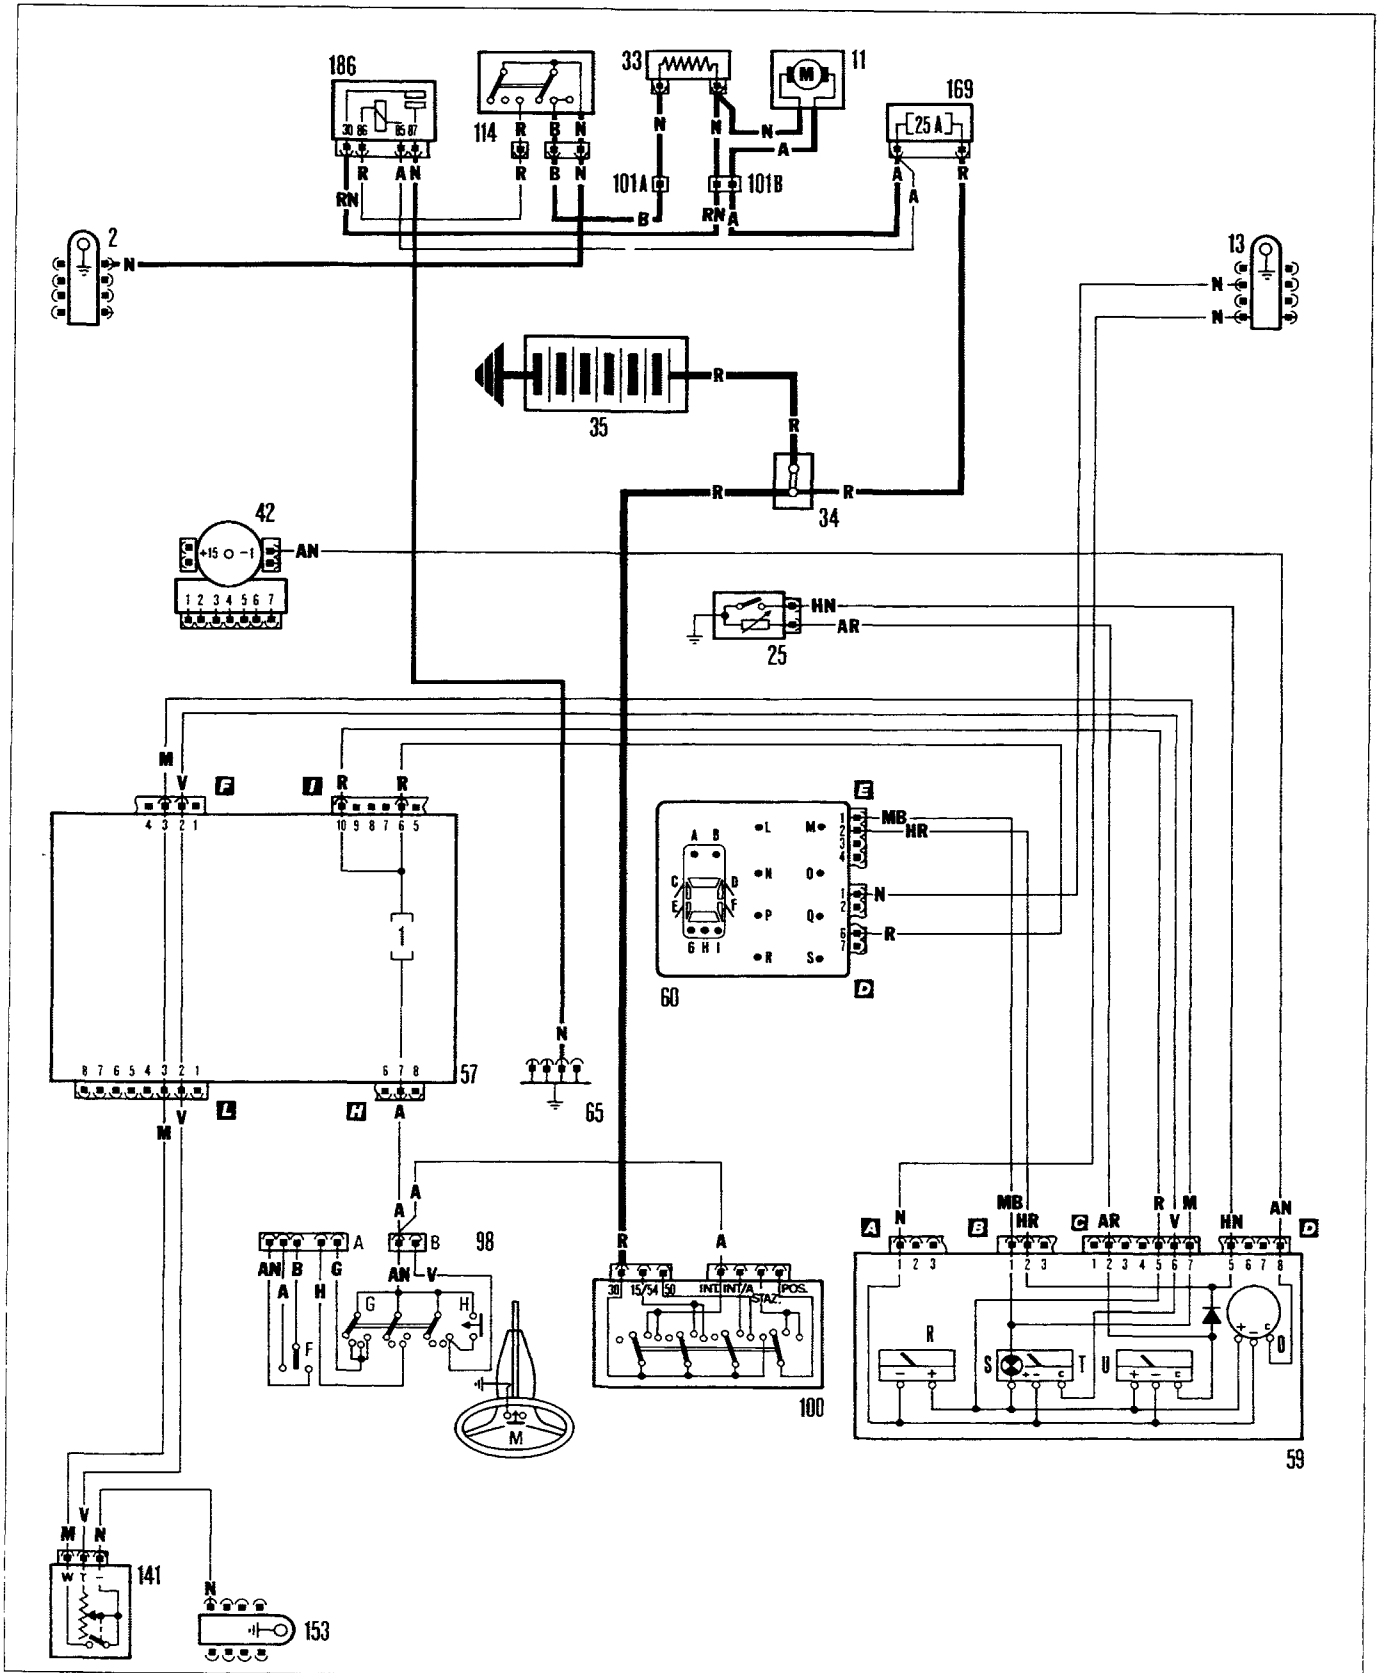 186
114
33
11
169
M
25 A
30 86 85 87
R A N
RN
R B N
R B N
N
N
N
A
101A
101B
RN
A
B
A
R
A
2
N
13
N
N
35
R
R
R
R
34
42
+15 -1
AN
1 2 3 4 5 6 7
HN
AR
25
M
V
F
I
R
R
4 3 2 1
10 9 8 7 6 5
E
1
2
3
4
MB
HR
A B
C D
E F
G H I
L M
N O
P Q
R S
1
2
N
6
7
R
60
D
1
8 7 6 5 4 3 2 1
6 7 8
57
M
V
L
H
A
N
65
A
A
98
A
B
AN
A
B
H
G
AN
V
G
H
F
M
R
A
30 15/54 50
INT. INT/A
STAZ.
POS.
100
A
N
B
MB
HR
C
AR
R
V
M
HN
AN
D
1 2 3
1 2 3
1 2 3 4 5 6 7
5 6 7 8
R
- +
S
+ - c
T
U
+ - c
+ - c
O
59
M
V
N
W T -
141
N
153